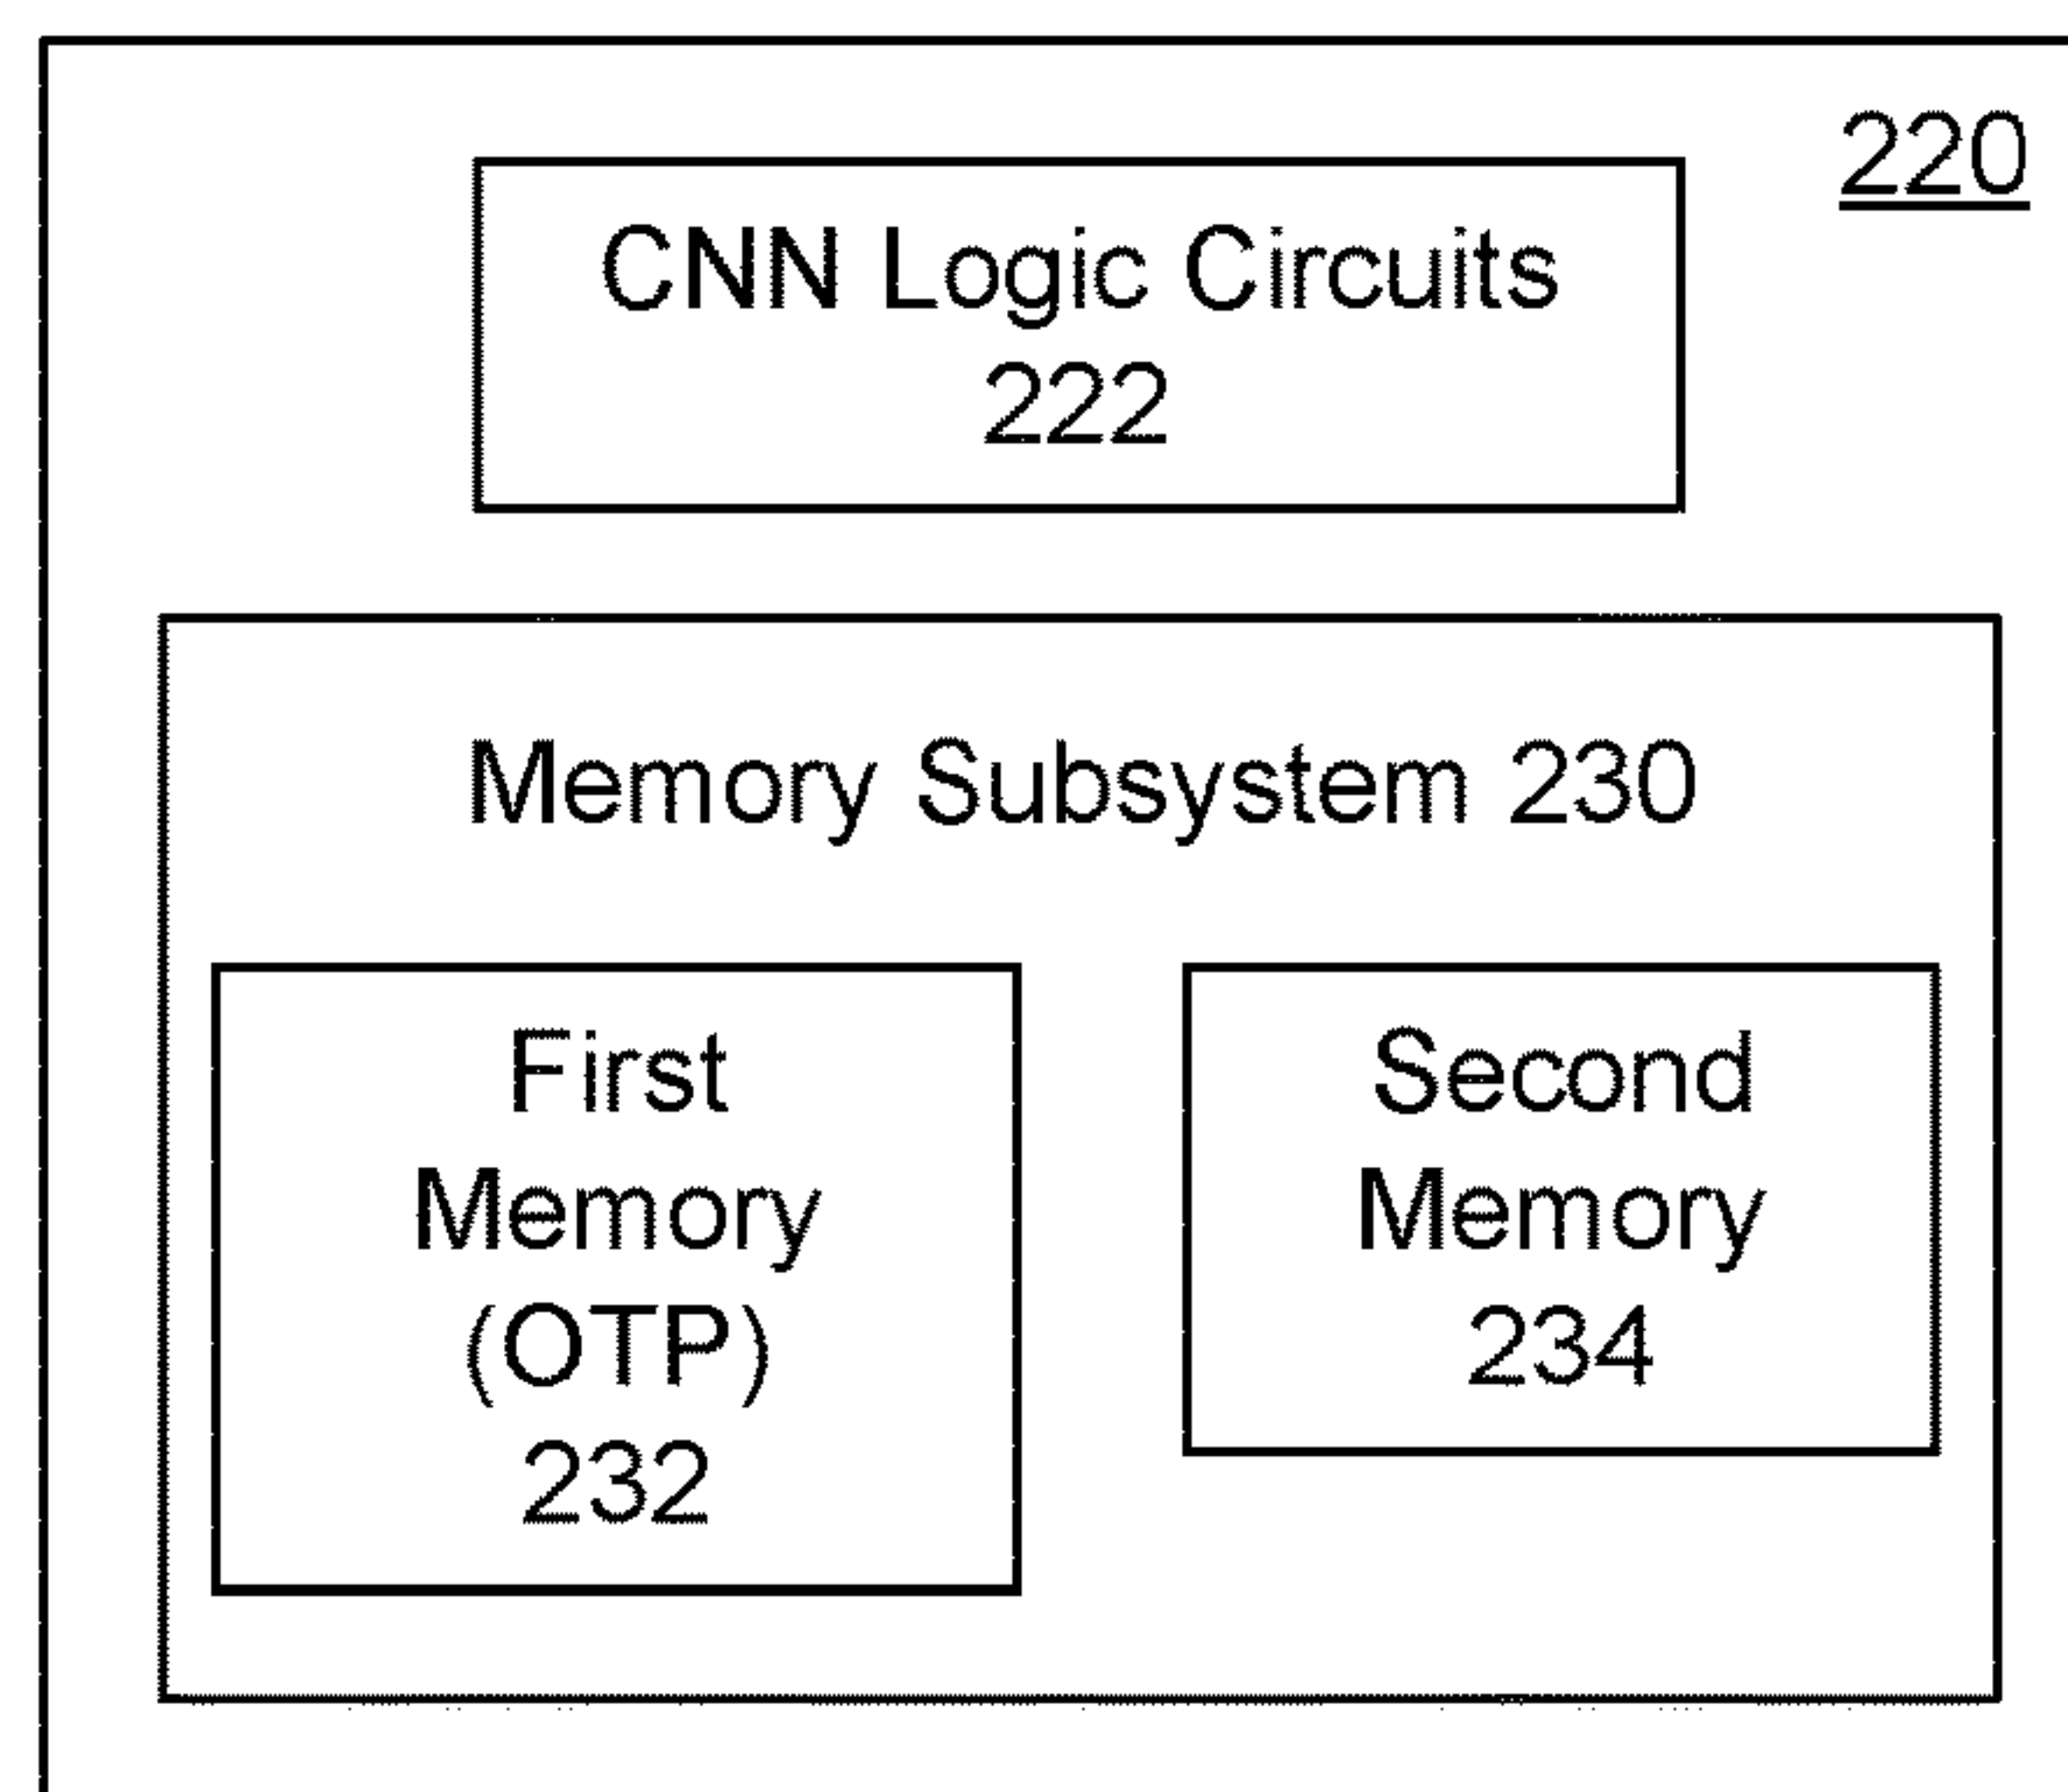 220
CNN Logic Circuits
222
Memory Subsystem 230
First
Memory
(OTP)
232
Second
Memory
234